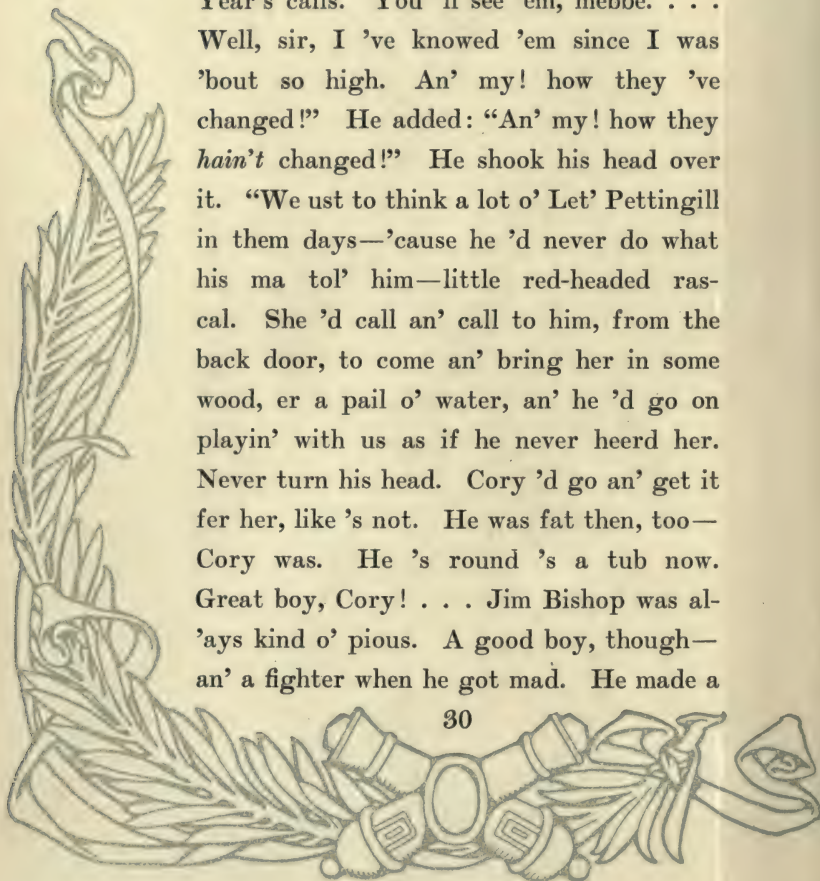 Year's calls. You 'll see 'em, mebbe. . . .
Well, sir, I 've knowed 'em since I was
'bout so high. An' my! how they 've
changed!" He added: "An' my! how they
hain't changed!" He shook his head over
it. "We ust to think a lot o' Let' Pettingill
in them days—'cause he 'd never do what
his ma tol' him—little red-headed ras-
cal. She 'd call an' call to him, from the
back door, to come an' bring her in some
wood, er a pail o' water, an' he 'd go on
playin' with us as if he never heerd her.
Never turn his head. Cory 'd go an' get it
fer her, like 's not. He was fat then, too—
Cory was. He 's round 's a tub now.
Great boy, Cory! . . . Jim Bishop was al-
'ays kind o' pious. A good boy, though—
an' a fighter when he got mad. He made a
30